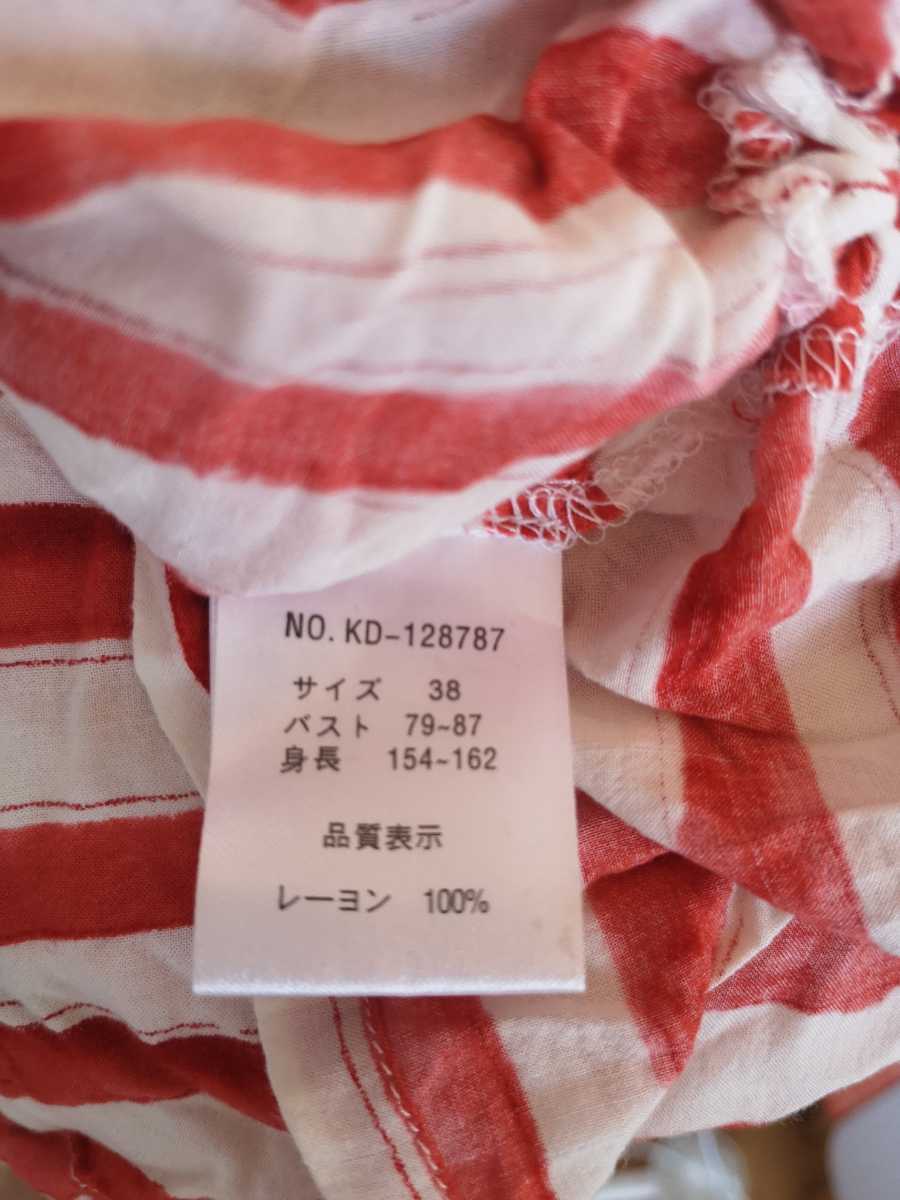 NO. KD-128787
サイズ 38
バスト 79~87
身長 154~162
品質表示
レーヨン 100%